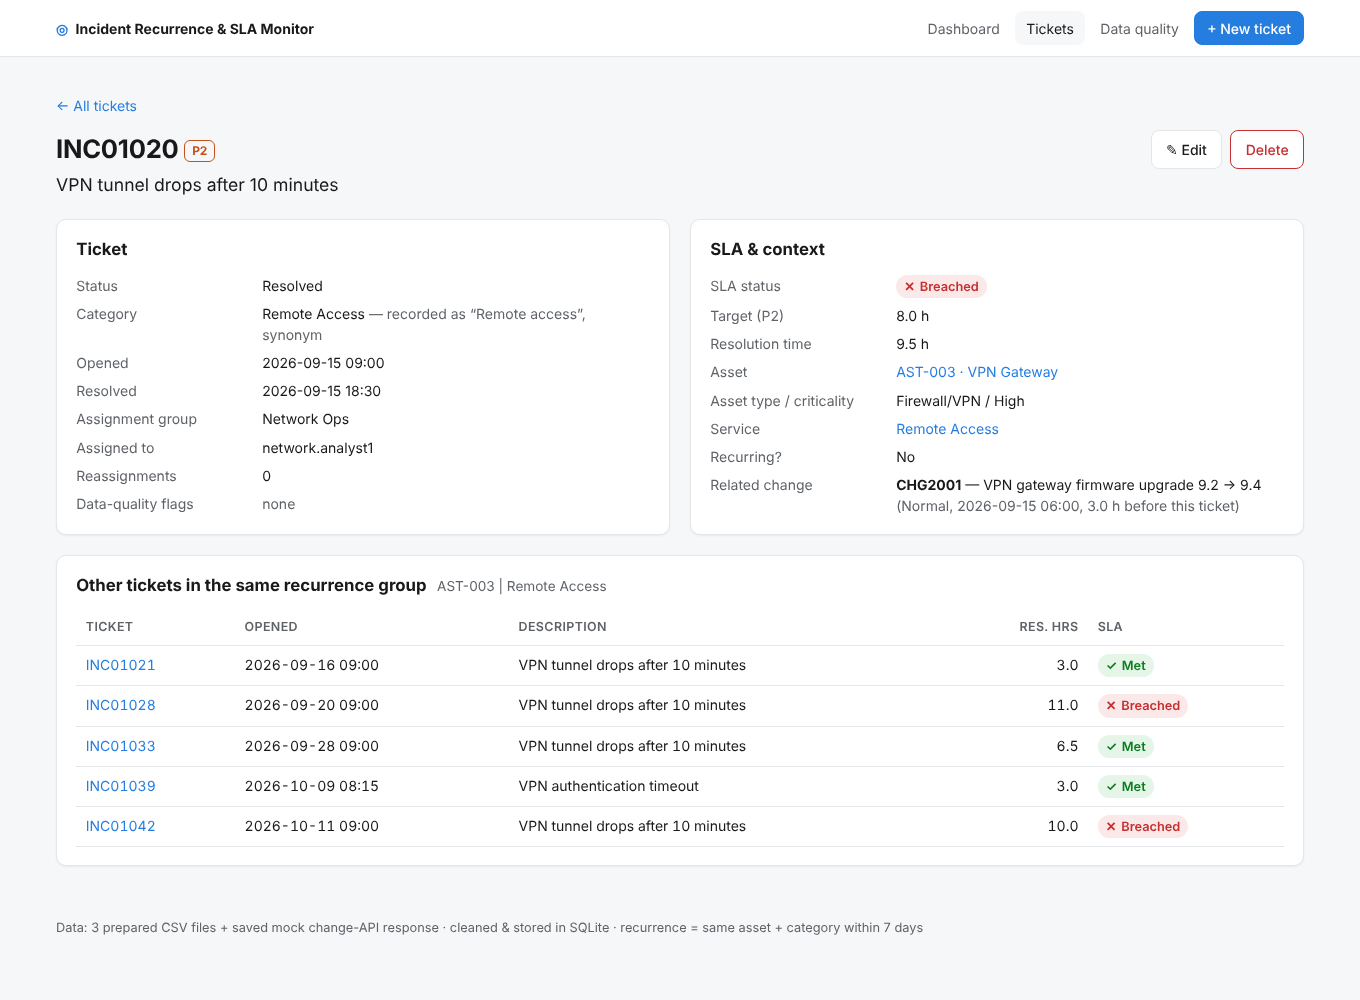 ◎ Incident Recurrence & SLA Monitor
Dashboard Tickets Data quality + New ticket
← All tickets
INC01020 P2
✎ Edit Delete
VPN tunnel drops after 10 minutes
Ticket
Status Resolved
Category Remote Access — recorded as “Remote access”,
synonym
Opened 2026-09-15 09:00
Resolved 2026-09-15 18:30
Assignment group Network Ops
Assigned to network.analyst1
Reassignments 0
Data-quality flags none
SLA & context
SLA status ✕ Breached
Target (P2) 8.0 h
Resolution time 9.5 h
Asset AST-003 · VPN Gateway
Asset type / criticality Firewall/VPN / High
Service Remote Access
Recurring? No
Related change CHG2001 — VPN gateway firmware upgrade 9.2 → 9.4
(Normal, 2026-09-15 06:00, 3.0 h before this ticket)
Other tickets in the same recurrence group AST-003 | Remote Access
TICKET OPENED DESCRIPTION RES. HRS SLA
INC01021 2026-09-16 09:00 VPN tunnel drops after 10 minutes 3.0 ✓ Met
INC01028 2026-09-20 09:00 VPN tunnel drops after 10 minutes 11.0 ✕ Breached
INC01033 2026-09-28 09:00 VPN tunnel drops after 10 minutes 6.5 ✓ Met
INC01039 2026-10-09 08:15 VPN authentication timeout 3.0 ✓ Met
INC01042 2026-10-11 09:00 VPN tunnel drops after 10 minutes 10.0 ✕ Breached
Data: 3 prepared CSV files + saved mock change-API response · cleaned & stored in SQLite · recurrence = same asset + category within 7 days